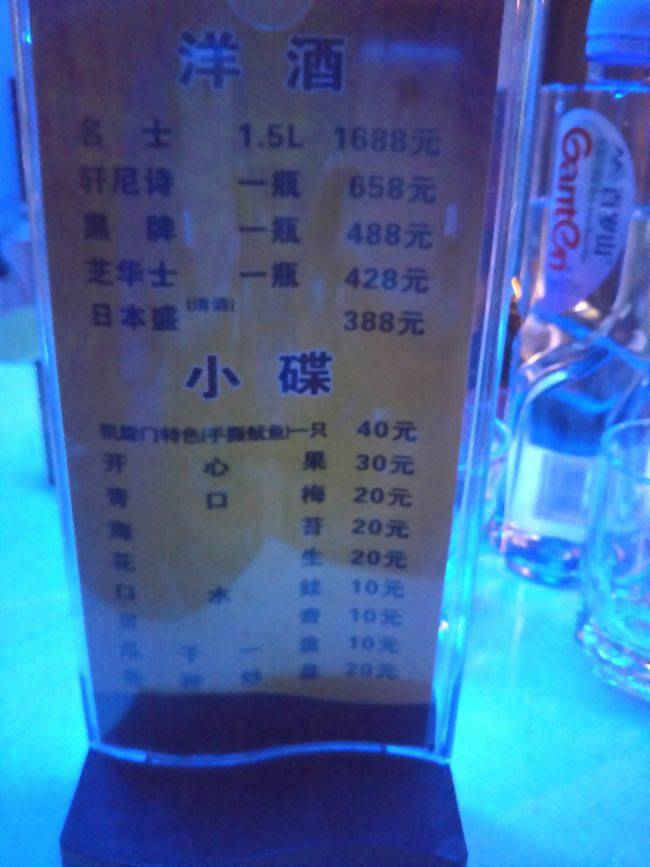 洋 酒
名 士 1.5L 1688元
轩尼诗 一瓶 658元
黑 牌 一瓶 488元
芝华士 一瓶 428元
日本盛(清酒) 388元
小 碟
凯旋门特色(手撕鱿鱼)一只 40元
开 心 果 30元
青 口 梅 20元
海 苔 20元
花 生 20元
口 水 娃 10元
10元
瓜 子 一 盘 10元
20元
Ganten
百岁山